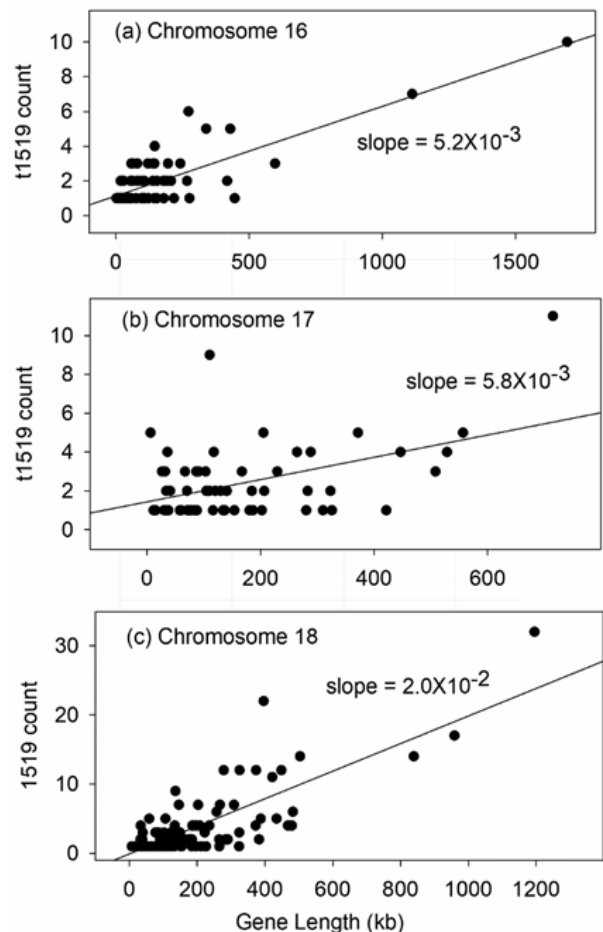 (a) Chromosome 16
t1519 count
10
8
6
4
2
0
slope = 5.2X10-3
0 500 1000 1500
(b) Chromosome 17
t1519 count
10
8
6
4
2
0
slope = 5.8X10-3
0 200 400 600
(c) Chromosome 18
1519 count
30
20
10
0
slope = 2.0X10-2
0 200 400 600 800 1000 1200
Gene Length (kb)